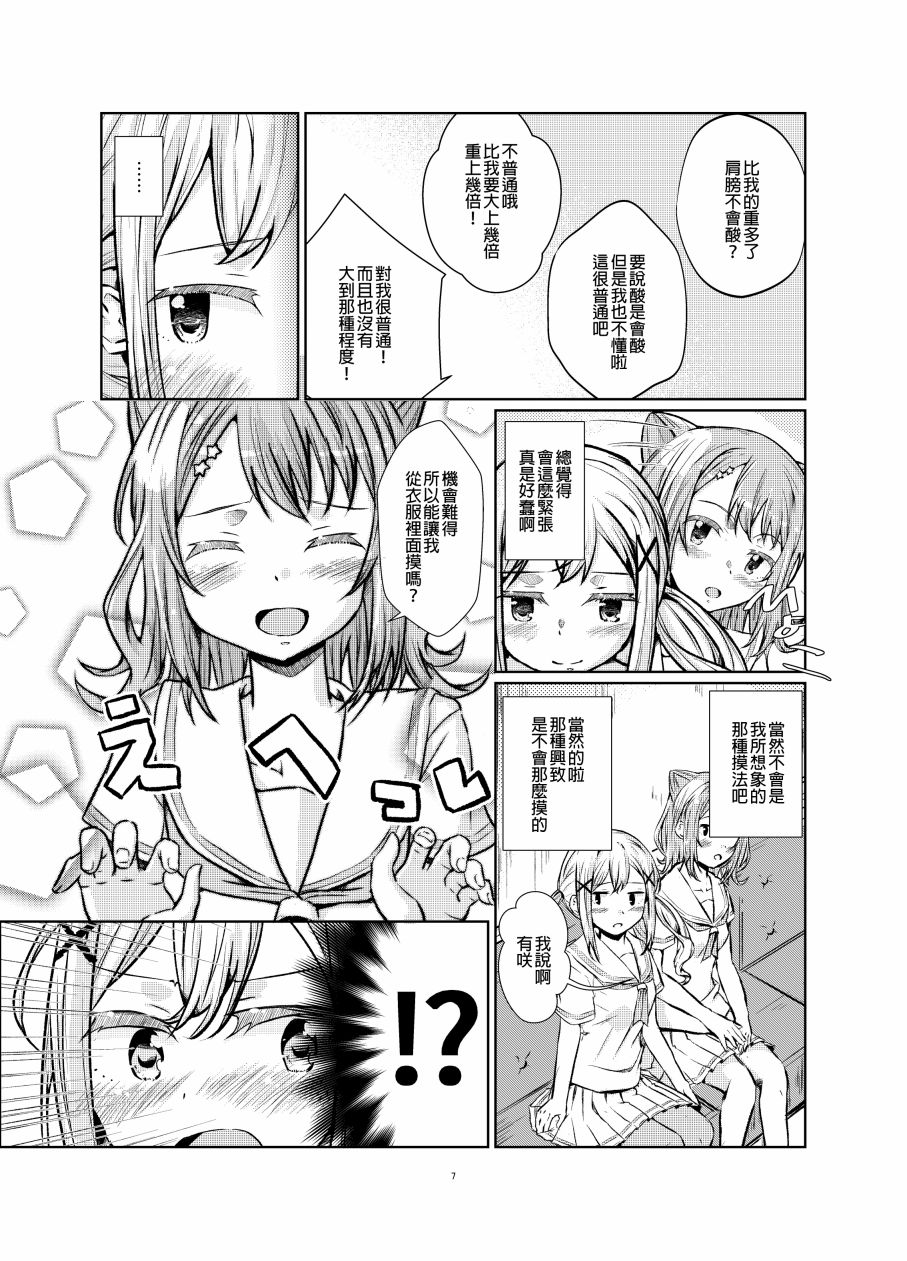 比我的重多了
肩膀不會酸？
要說酸是會酸
但是我也不懂啦
這很普通吧
不普通哦
比我要大上幾倍
重上幾倍！
對我很普通！
而且也沒有
大到那種程度！
……
總覺得
會這麼緊張
真是好蠢啊
機會難得
所以能讓我
從衣服裡面摸嗎？
えへっ
當然不會是
我所想象的
那種摸法吧
當然的啦
那種興致
是不會那麼摸的
我說啊
有咲
!?
7